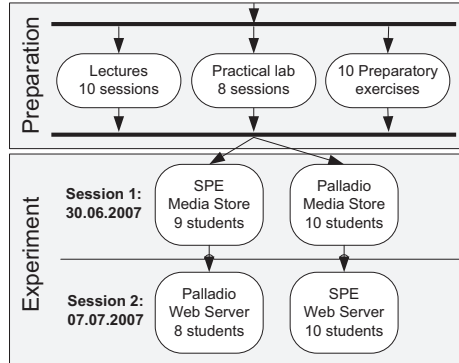 Preparation
Lectures
10 sessions
Practical lab
8 sessions
10 Preparatory
exercises
Experiment
Session 1:
30.06.2007
SPE
Media Store
9 students
Palladio
Media Store
10 students
Session 2:
07.07.2007
Palladio
Web Server
8 students
SPE
Web Server
10 students